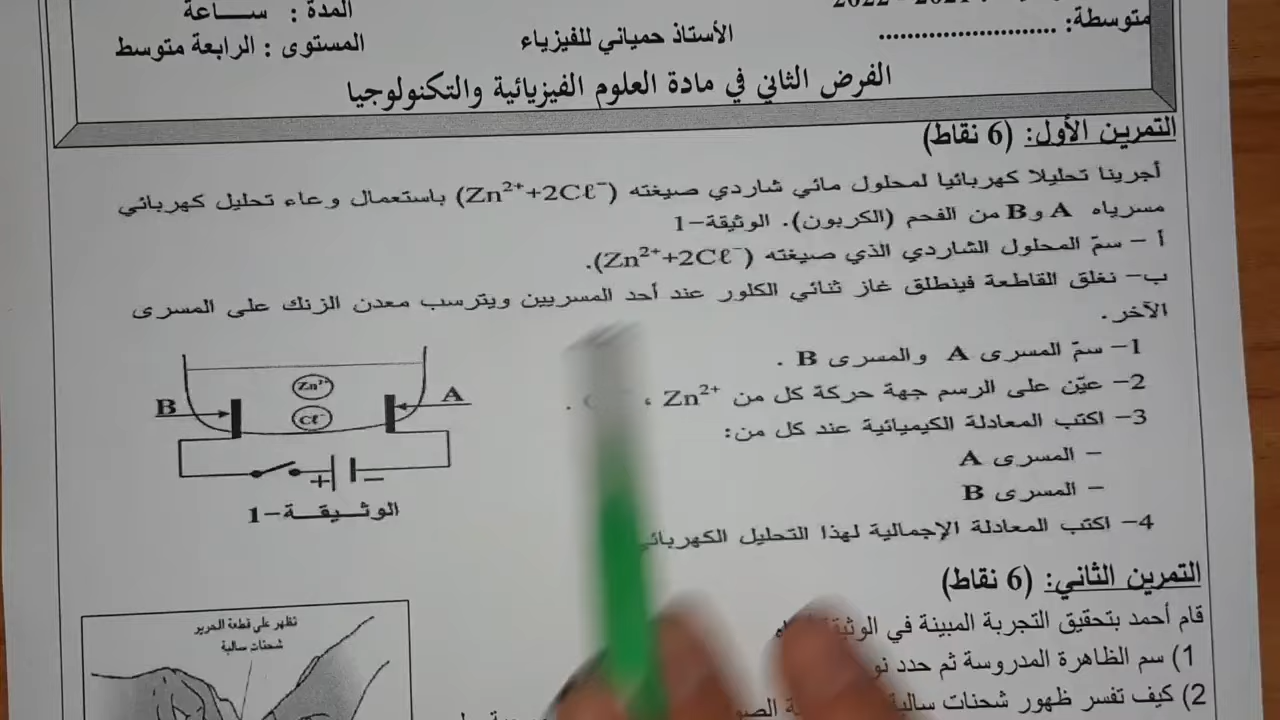 2021 - 2022
المدة : ســـاعة
متوسطة: ..........................
الأستاذ حمياني للفيزياء
المستوى : الرابعة متوسط
الفرض الثاني في مادة العلوم الفيزيائية والتكنولوجيا
التمرين الأول: (6 نقاط)
أجرينا تحليلا كهربائيا لمحلول مائي شاردي صيغته (Zn²⁺+2Cℓ⁻) باستعمال وعاء تحليل كهربائي
مسرياه A و B من الفحم (الكربون). الوثيقة-1
أ - سمّ المحلول الشاردي الذي صيغته (Zn²⁺+2Cℓ⁻).
ب- نغلق القاطعة فينطلق غاز ثنائي الكلور عند أحد المسريين ويترسب معدن الزنك على المسرى
الآخر.
1- سمّ المسرى A والمسرى B .
2- عيّن على الرسم جهة حركة كل من Zn²⁺ ،
3- اكتب المعادلة الكيميائية عند كل من:
- المسرى A
- المسرى B
4- اكتب المعادلة الإجمالية لهذا التحليل الكهربائي
Zn²⁺
Cℓ⁻
B
A
+
−
الوثـــيـقـــة-1
التمرين الثاني: (6 نقاط)
قام أحمد بتحقيق التجربة المبينة في
1) سم الظاهرة المدروسة ثم حدد
2) كيف تفسر ظهور شحنات
تظهر على قطعة الحرير
شحنات سالبة